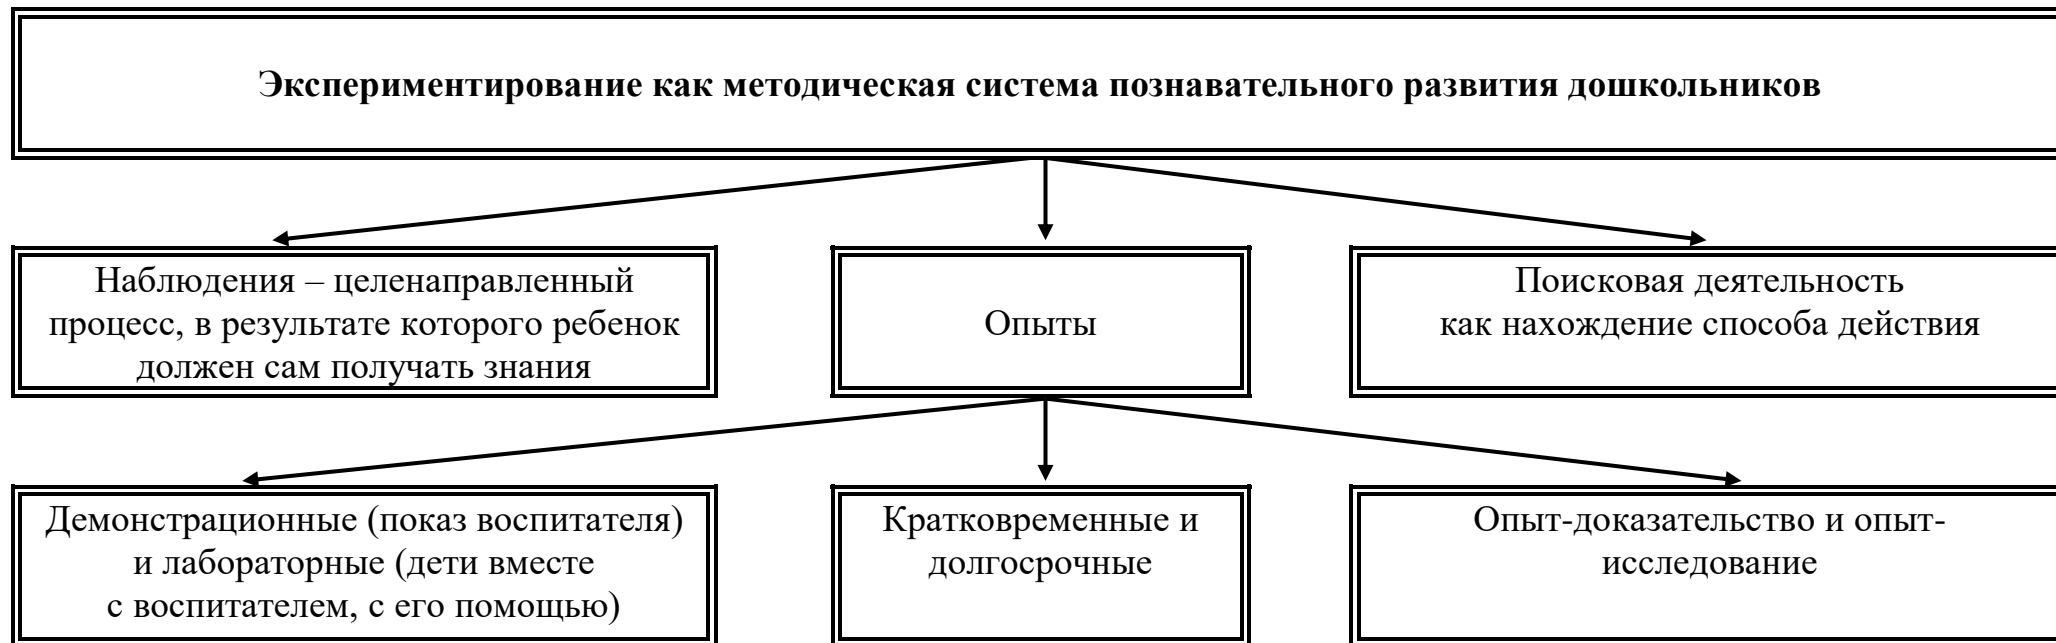 Экспериментирование как методическая система познавательного развития дошкольников
Наблюдения – целенаправленный
процесс, в результате которого ребенок
должен сам получать знания
Опыты
Поисковая деятельность
как нахождение способа действия
Демонстрационные (показ воспитателя)
и лабораторные (дети вместе
с воспитателем, с его помощью)
Кратковременные и
долгосрочные
Опыт-доказательство и опыт-
исследование